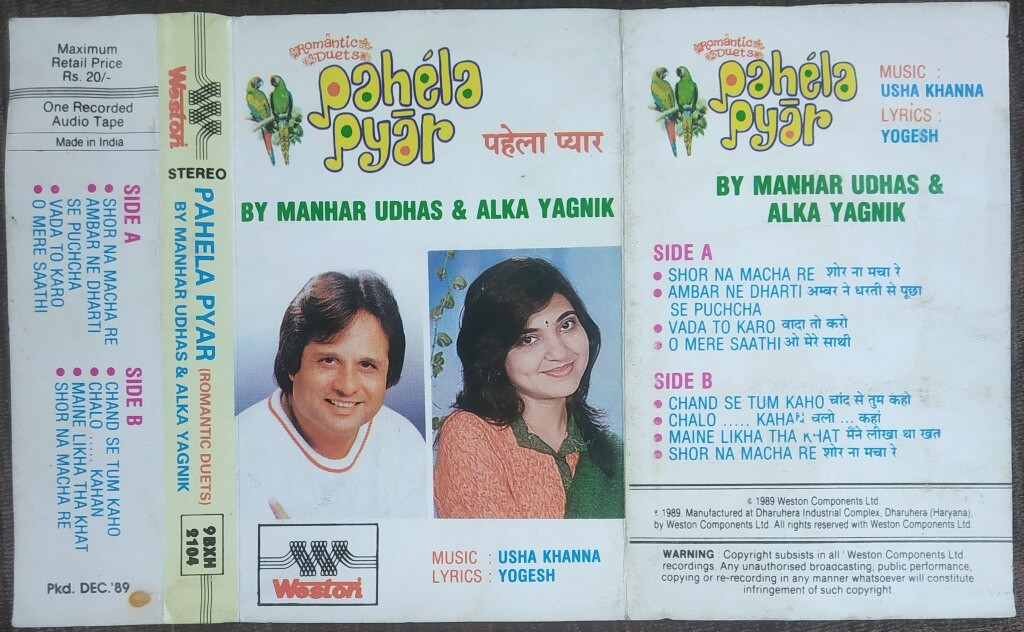 Maximum
Retail Price
Rs. 20/-
One Recorded
Audio Tape
Made in India
SIDE A
SHOR NA MACHA RE
AMBAR NE DHARTI
SE PUCHCHA
VADA TO KARO
O MERE SAATHI
SIDE B
CHAND SE TUM KAHO
CHALO ..... KAHAN
MAINE LIKHA THA KHAT
SHOR NA MACHA RE
Pkd. DEC.'89
Weston
STEREO
PAHELA PYAR (ROMANTIC DUETS)
BY MANHAR UDHAS & ALKA YAGNIK
9BXH
2104
Romāntic
Duets
pahéla
pyār
पहेला प्यार
BY MANHAR UDHAS & ALKA YAGNIK
Weston
MUSIC : USHA KHANNA
LYRICS : YOGESH
Romāntic
Duets
pahéla
pyār
MUSIC :
USHA KHANNA
LYRICS :
YOGESH
BY MANHAR UDHAS &
ALKA YAGNIK
SIDE A
SHOR NA MACHA RE शोर ना मचा रे
AMBAR NE DHARTI अम्बर ने धरती से पूछा
SE PUCHCHA
VADA TO KARO वादा तो करो
O MERE SAATHI ओ मेरे साथी
SIDE B
CHAND SE TUM KAHO चांद से तुम कहो
CHALO ..... KAHAN चलो ... कहां
MAINE LIKHA THA KHAT मैंने लीखा था खत
SHOR NA MACHA RE शोर ना मचा रे
© 1989 Weston Components Ltd.
℗ 1989. Manufactured at Dharuhera Industrial Complex, Dharuhera (Haryana),
by Weston Components Ltd. All rights reserved with Weston Components Ltd.
WARNING : Copyright subsists in all ' Weston Components Ltd.
recordings. Any unauthorised broadcasting, public performance,
copying or re-recording in any manner whatsoever will constitute
infringement of such copyright.